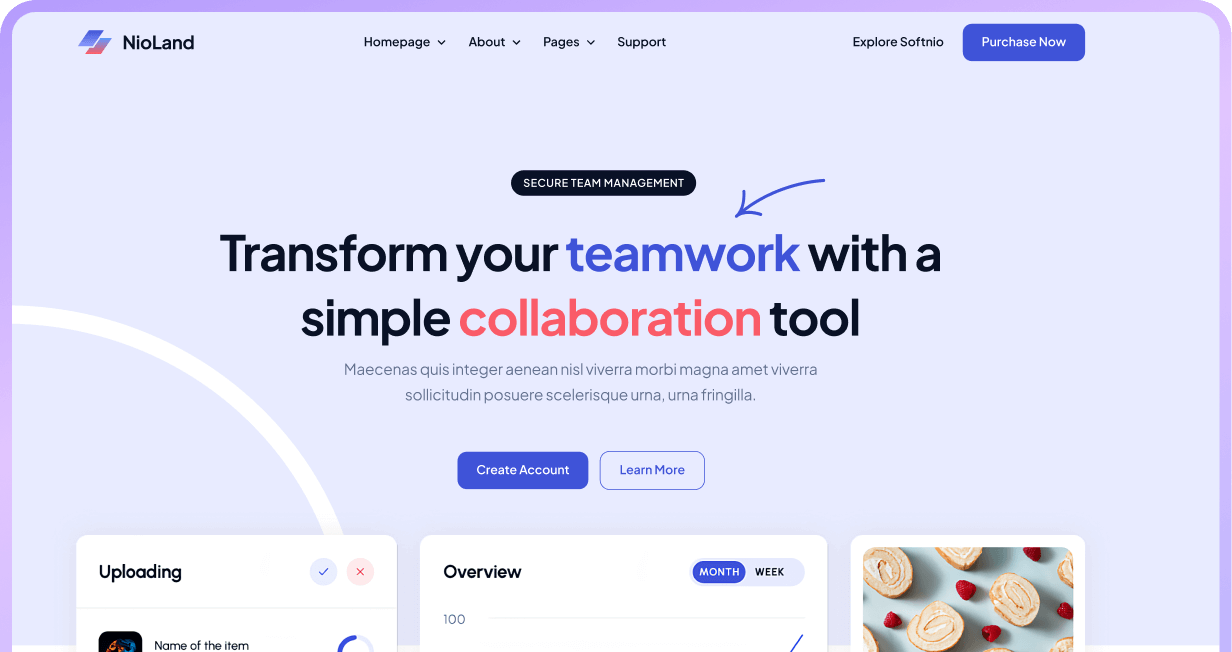 NioLand
Homepage About Pages Support
Explore Softnio Purchase Now
SECURE TEAM MANAGEMENT
Transform your teamwork with a
simple collaboration tool
Maecenas quis integer aenean nisl viverra morbi magna amet viverra
sollicitudin posuere scelerisque urna, urna fringilla.
Create Account Learn More
Uploading
Name of the item
Overview
MONTH WEEK
100